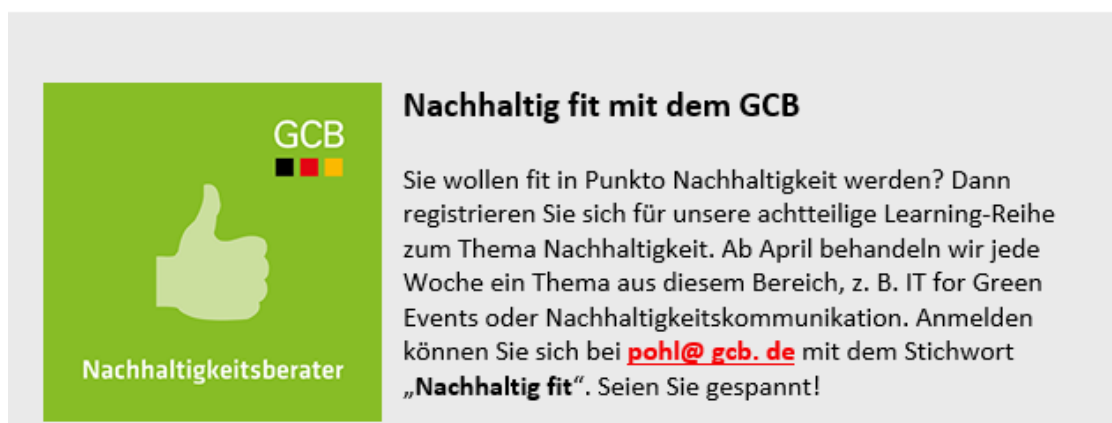 GCB
Nachhaltigkeitsberater
Nachhaltig fit mit dem GCB
Sie wollen fit in Punkto Nachhaltigkeit werden? Dann
registrieren Sie sich für unsere achtteilige Learning-Reihe
zum Thema Nachhaltigkeit. Ab April behandeln wir jede
Woche ein Thema aus diesem Bereich, z. B. IT for Green
Events oder Nachhaltigkeitskommunikation. Anmelden
können Sie sich bei pohl@ gcb. de mit dem Stichwort
„Nachhaltig fit“. Seien Sie gespannt!